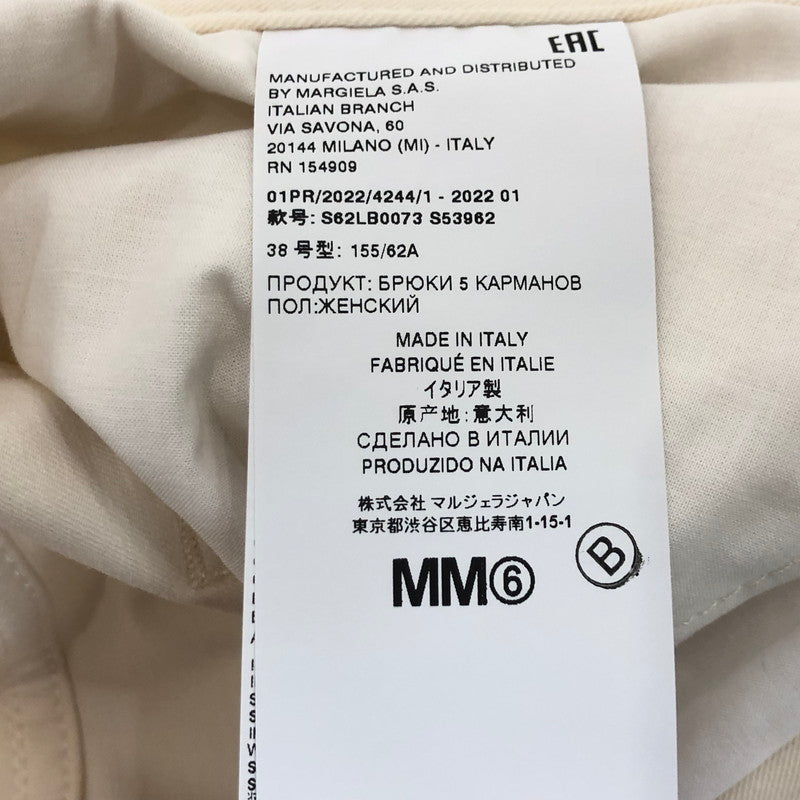 EAC
MANUFACTURED AND DISTRIBUTED
BY MARGIELA S.A.S.
ITALIAN BRANCH
VIA SAVONA, 60
20144 MILANO (MI) - ITALY
RN 154909
01PR/2022/4244/1 - 2022 01
款号: S62LB0073 S53962
38 号型: 155/62A
ПРОДУКТ: БРЮКИ 5 КАРМАНОВ
ПОЛ:ЖЕНСКИЙ
MADE IN ITALY
FABRIQUÉ EN ITALIE
イタリア製
原产地:意大利
СДЕЛАНО В ИТАЛИИ
PRODUZIDO NA ITALIA
株式会社 マルジェラジャパン
東京都渋谷区恵比寿南1-15-1
B
MM⑥